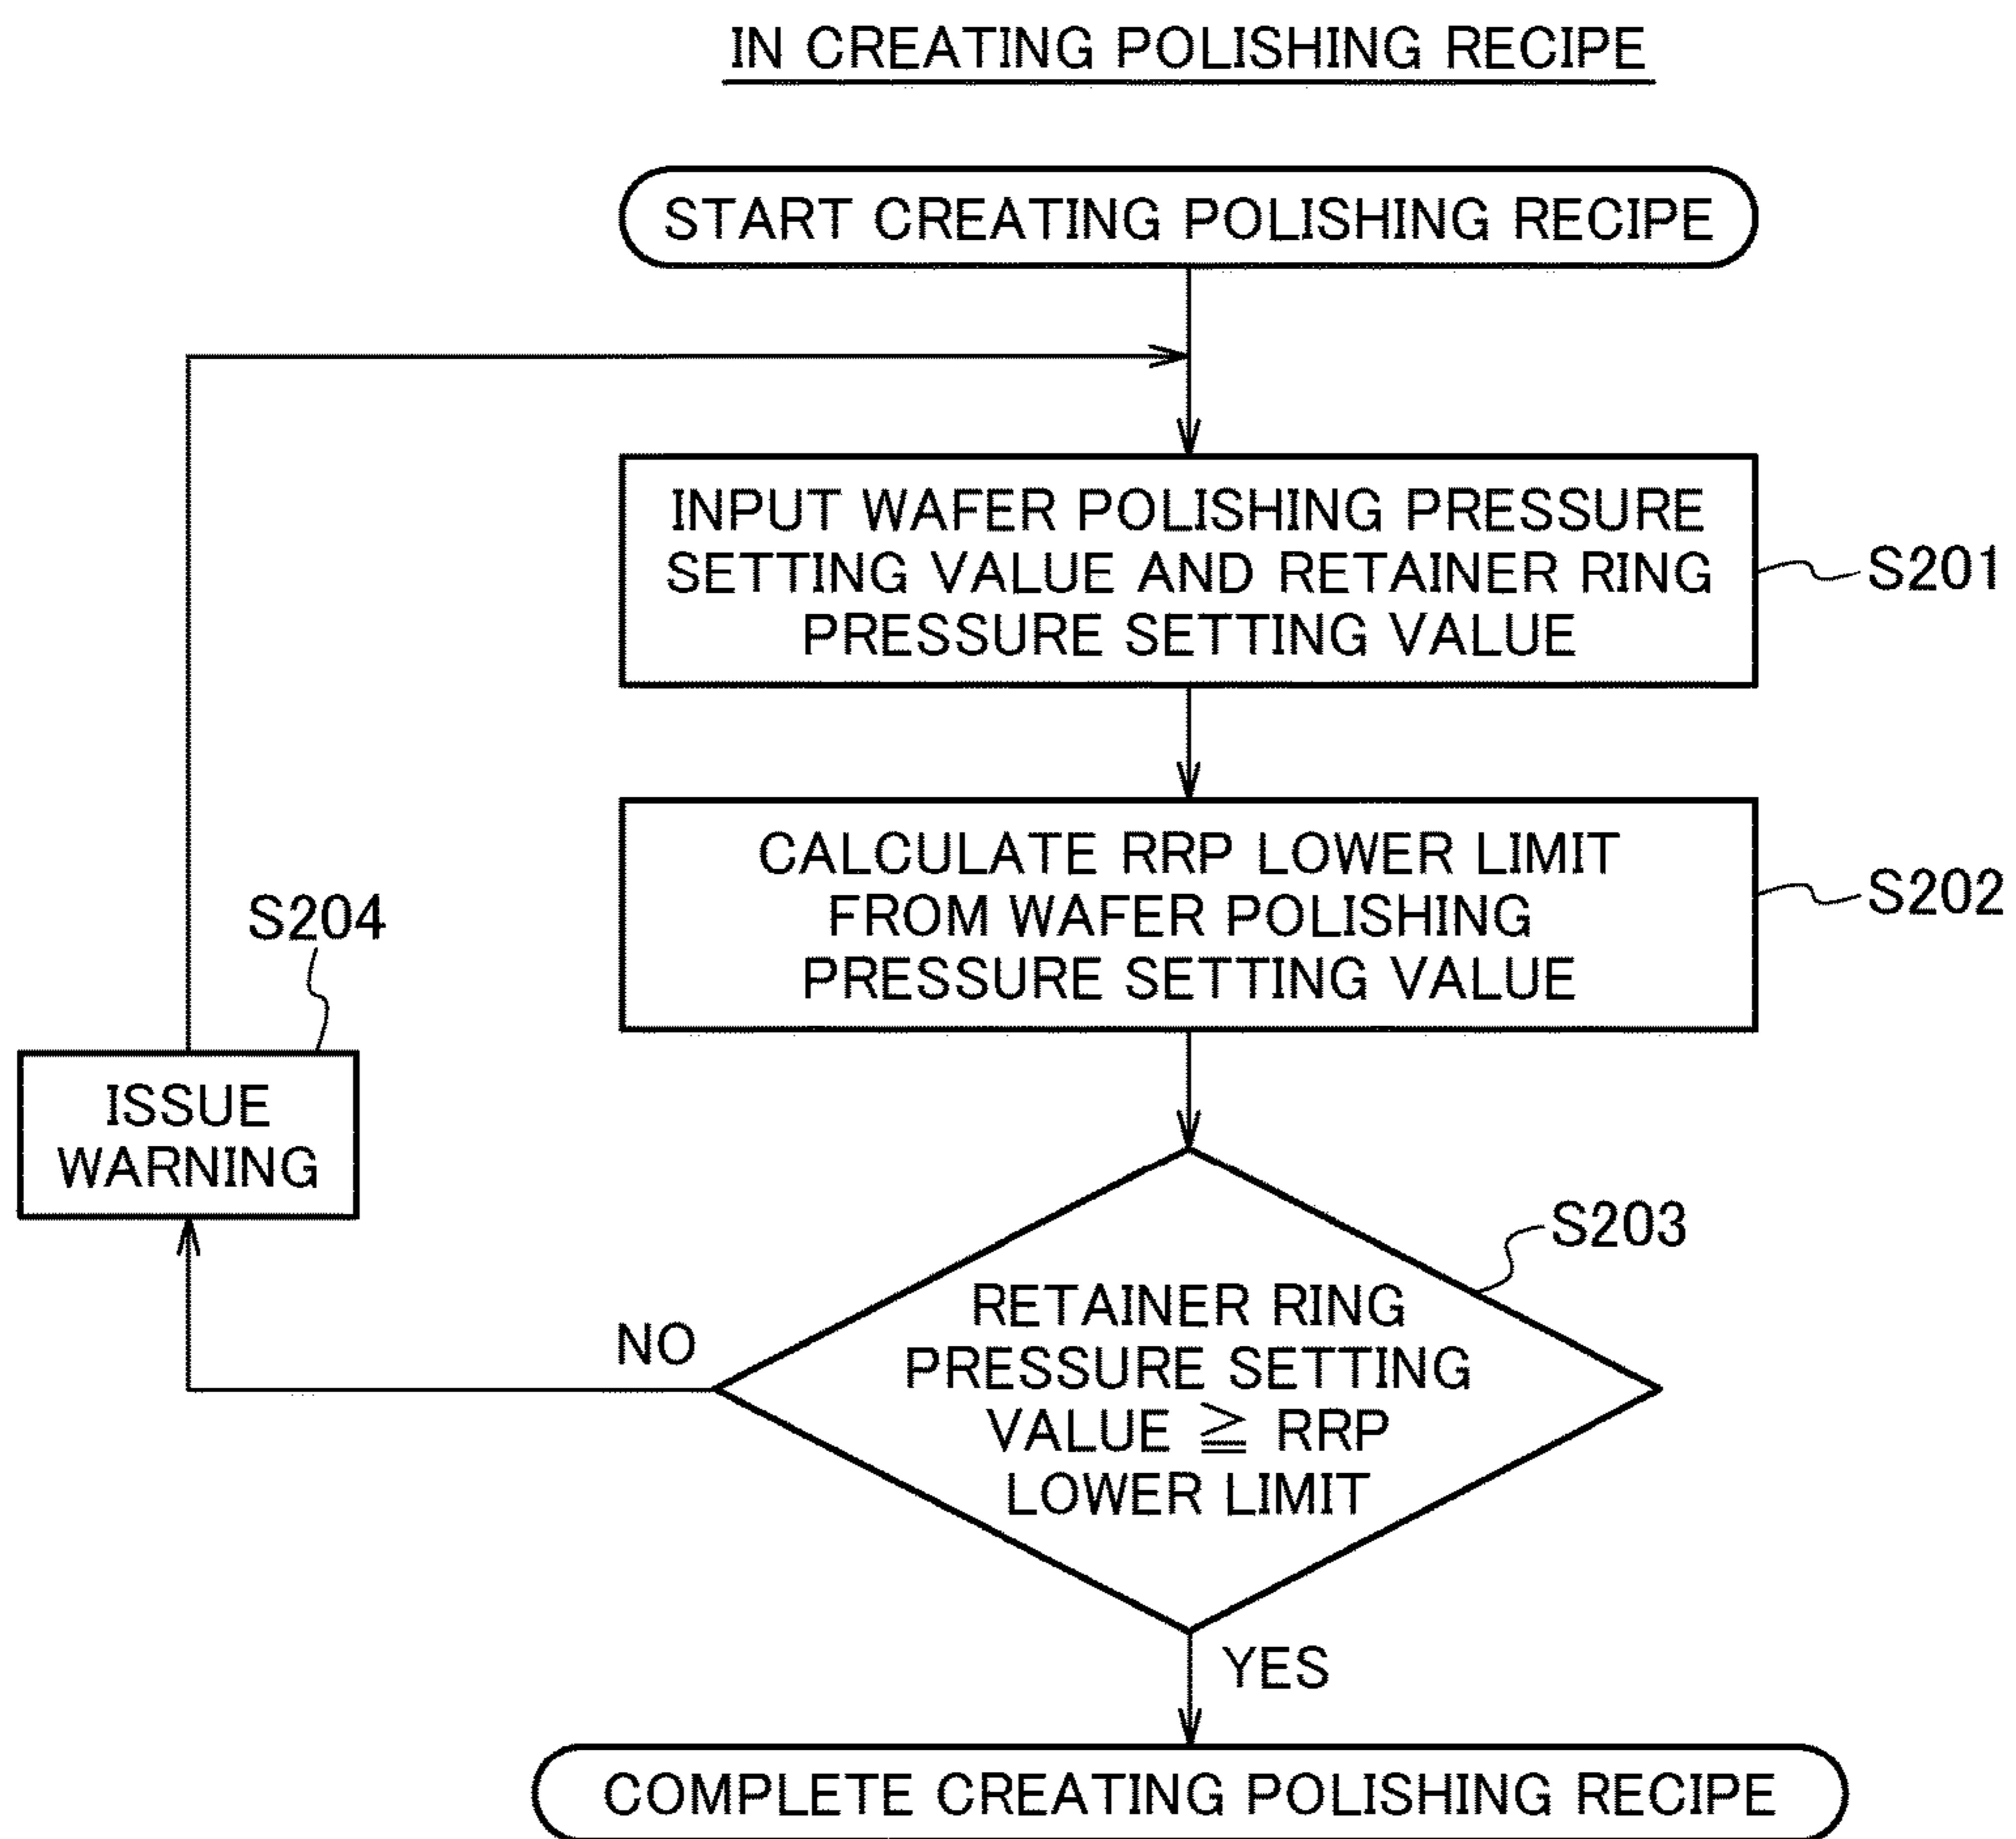 IN CREATING POLISHING RECIPE
START CREATING POLISHING RECIPE
INPUT WAFER POLISHING PRESSURE
SETTING VALUE AND RETAINER RING
PRESSURE SETTING VALUE
S201
CALCULATE RRP LOWER LIMIT
FROM WAFER POLISHING
PRESSURE SETTING VALUE
S202
S204
ISSUE
WARNING
S203
RETAINER RING
PRESSURE SETTING
VALUE ≧ RRP
LOWER LIMIT
NO
YES
COMPLETE CREATING POLISHING RECIPE